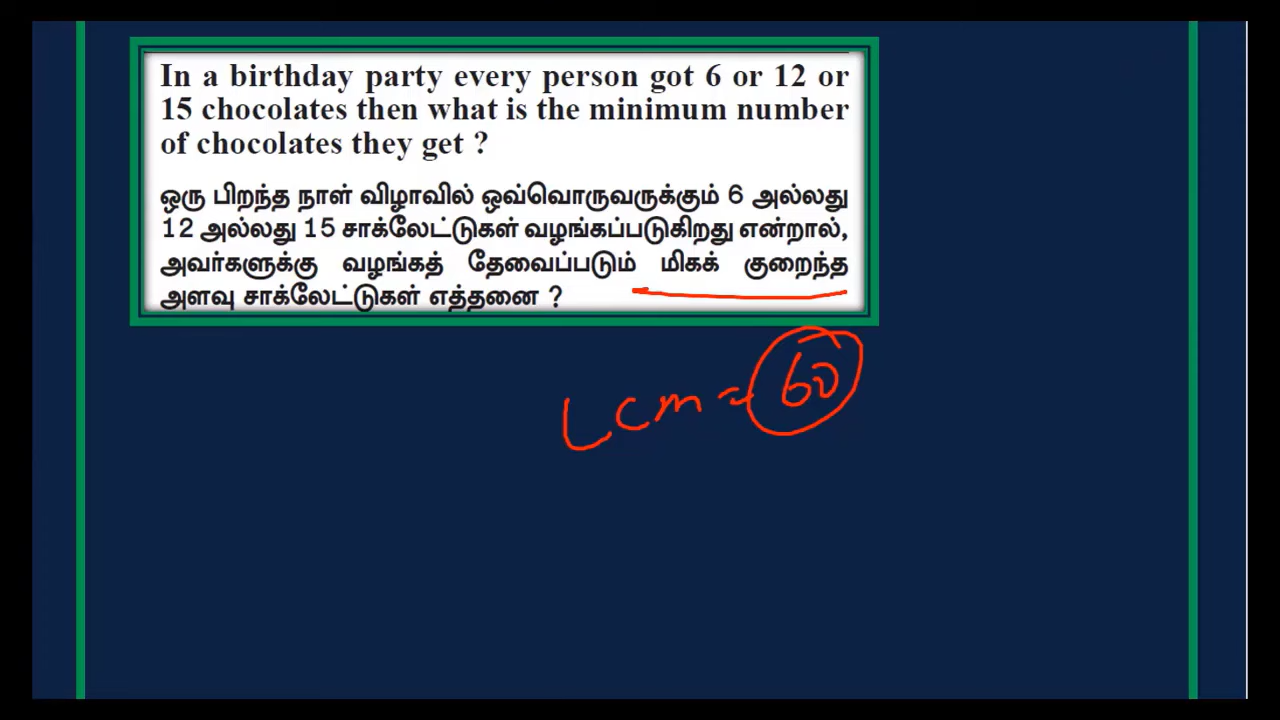 In a birthday party every person got 6 or 12 or
15 chocolates then what is the minimum number
of chocolates they get ?
ஒரு பிறந்த நாள் விழாவில் ஒவ்வொருவருக்கும் 6 அல்லது
12 அல்லது 15 சாக்லேட்டுகள் வழங்கப்படுகிறது என்றால்,
அவர்களுக்கு வழங்கத் தேவைப்படும் மிகக் குறைந்த
அளவு சாக்லேட்டுகள் எத்தனை ?
Lcm = 60